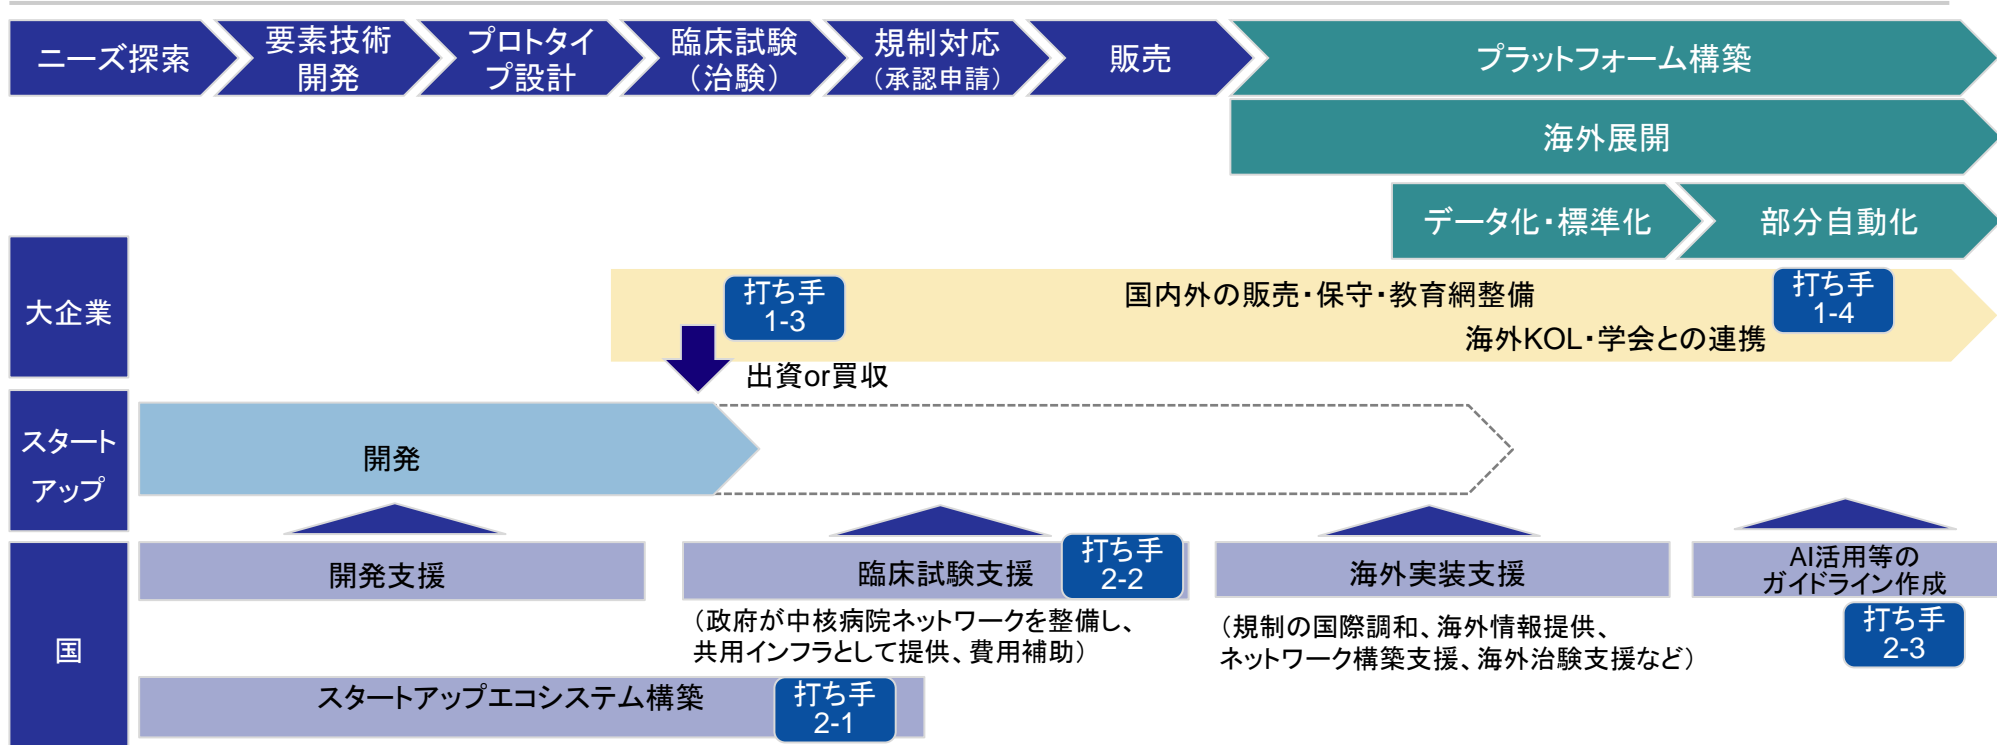 ニーズ探索
要素技術
開発
プロトタイ
プ設計
臨床試験
（治験）
規制対応
（承認申請）
販売
プラットフォーム構築
海外展開
データ化・標準化
部分自動化
大企業
打ち手
1-3
国内外の販売・保守・教育網整備
海外KOL・学会との連携
打ち手
1-4
出資or買収
スタート
アップ
開発
国
開発支援
臨床試験支援
打ち手
2-2
（政府が中核病院ネットワークを整備し、
共用インフラとして提供、費用補助）
海外実装支援
（規制の国際調和、海外情報提供、
ネットワーク構築支援、海外治験支援など）
AI活用等の
ガイドライン作成
打ち手
2-3
スタートアップエコシステム構築
打ち手
2-1